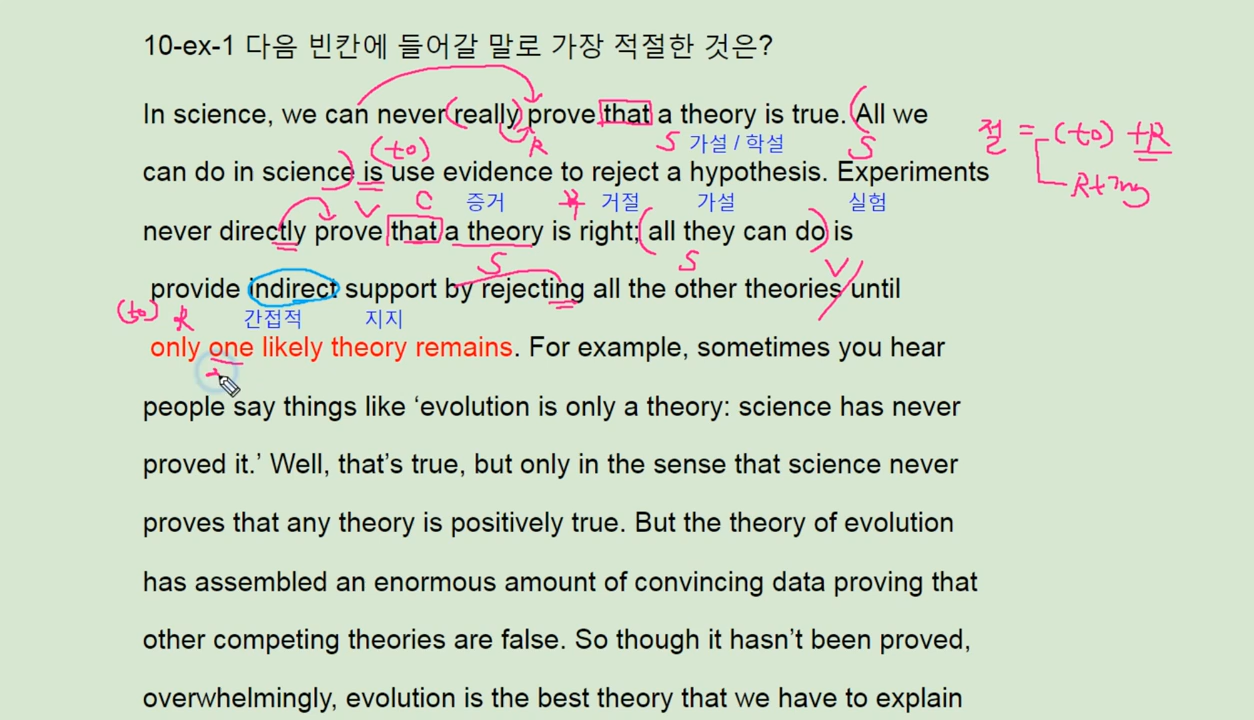 10-ex-1 다음 빈칸에 들어갈 말로 가장 적절한 것은?
In science, we can never really prove that a theory is true. All we
R S 가설 / 학설 S
(to)
절 = (to) + R
R+ing
can do in science is use evidence to reject a hypothesis. Experiments
V C 증거 거절 가설 실험
never directly prove that a theory is right; all they can do is
S S V
provide indirect support by rejecting all the other theories until
(to) R 간접적 지지
only one likely theory remains. For example, sometimes you hear
people say things like ‘evolution is only a theory: science has never
proved it.’ Well, that’s true, but only in the sense that science never
proves that any theory is positively true. But the theory of evolution
has assembled an enormous amount of convincing data proving that
other competing theories are false. So though it hasn’t been proved,
overwhelmingly, evolution is the best theory that we have to explain